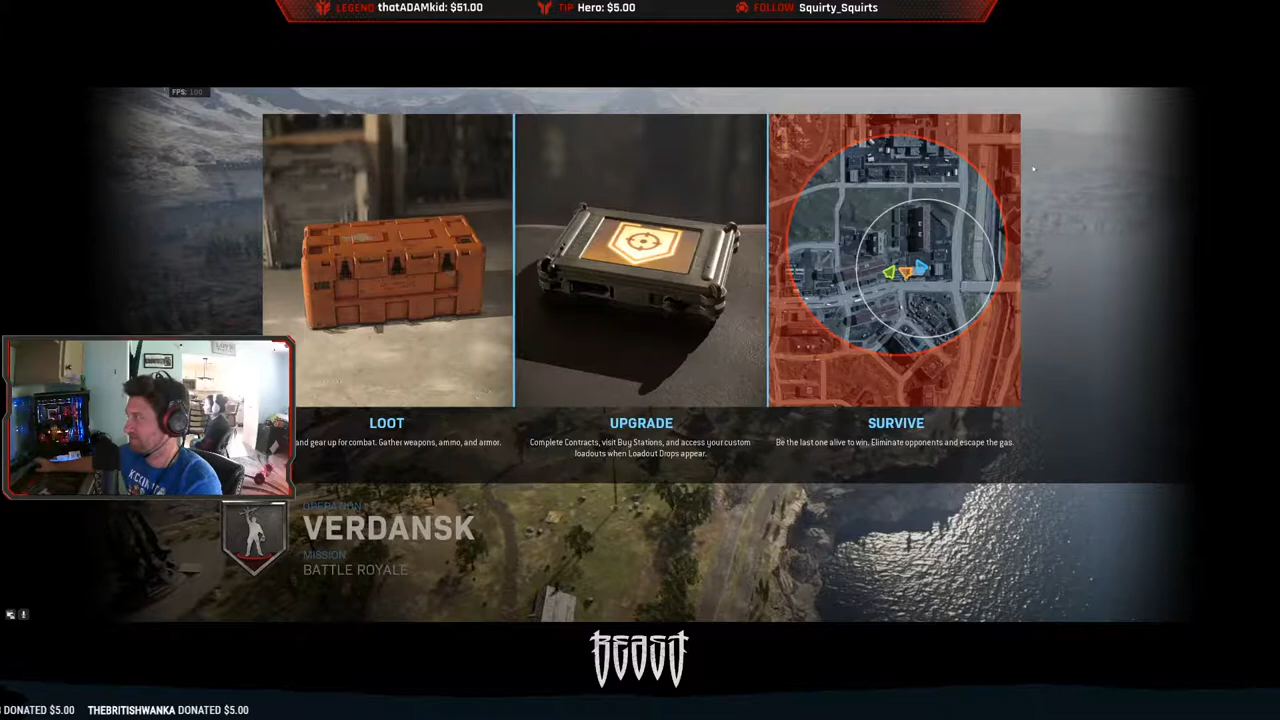 LEGEND thatADAMkid: $51.00 TIP Hero: $5.00 FOLLOW Squirty_Squirts
FPS: 100
LOOT
and gear up for combat. Gather weapons, ammo, and armor.
UPGRADE
Complete Contracts, visit Buy Stations, and access your custom
loadouts when Loadout Drops appear.
SURVIVE
Be the last one alive to win. Eliminate opponents and escape the gas.
OPERATION
VERDANSK
MISSION
BATTLE ROYALE
BEAST
DONATED $5.00 THEBRITISHWANKA DONATED $5.00